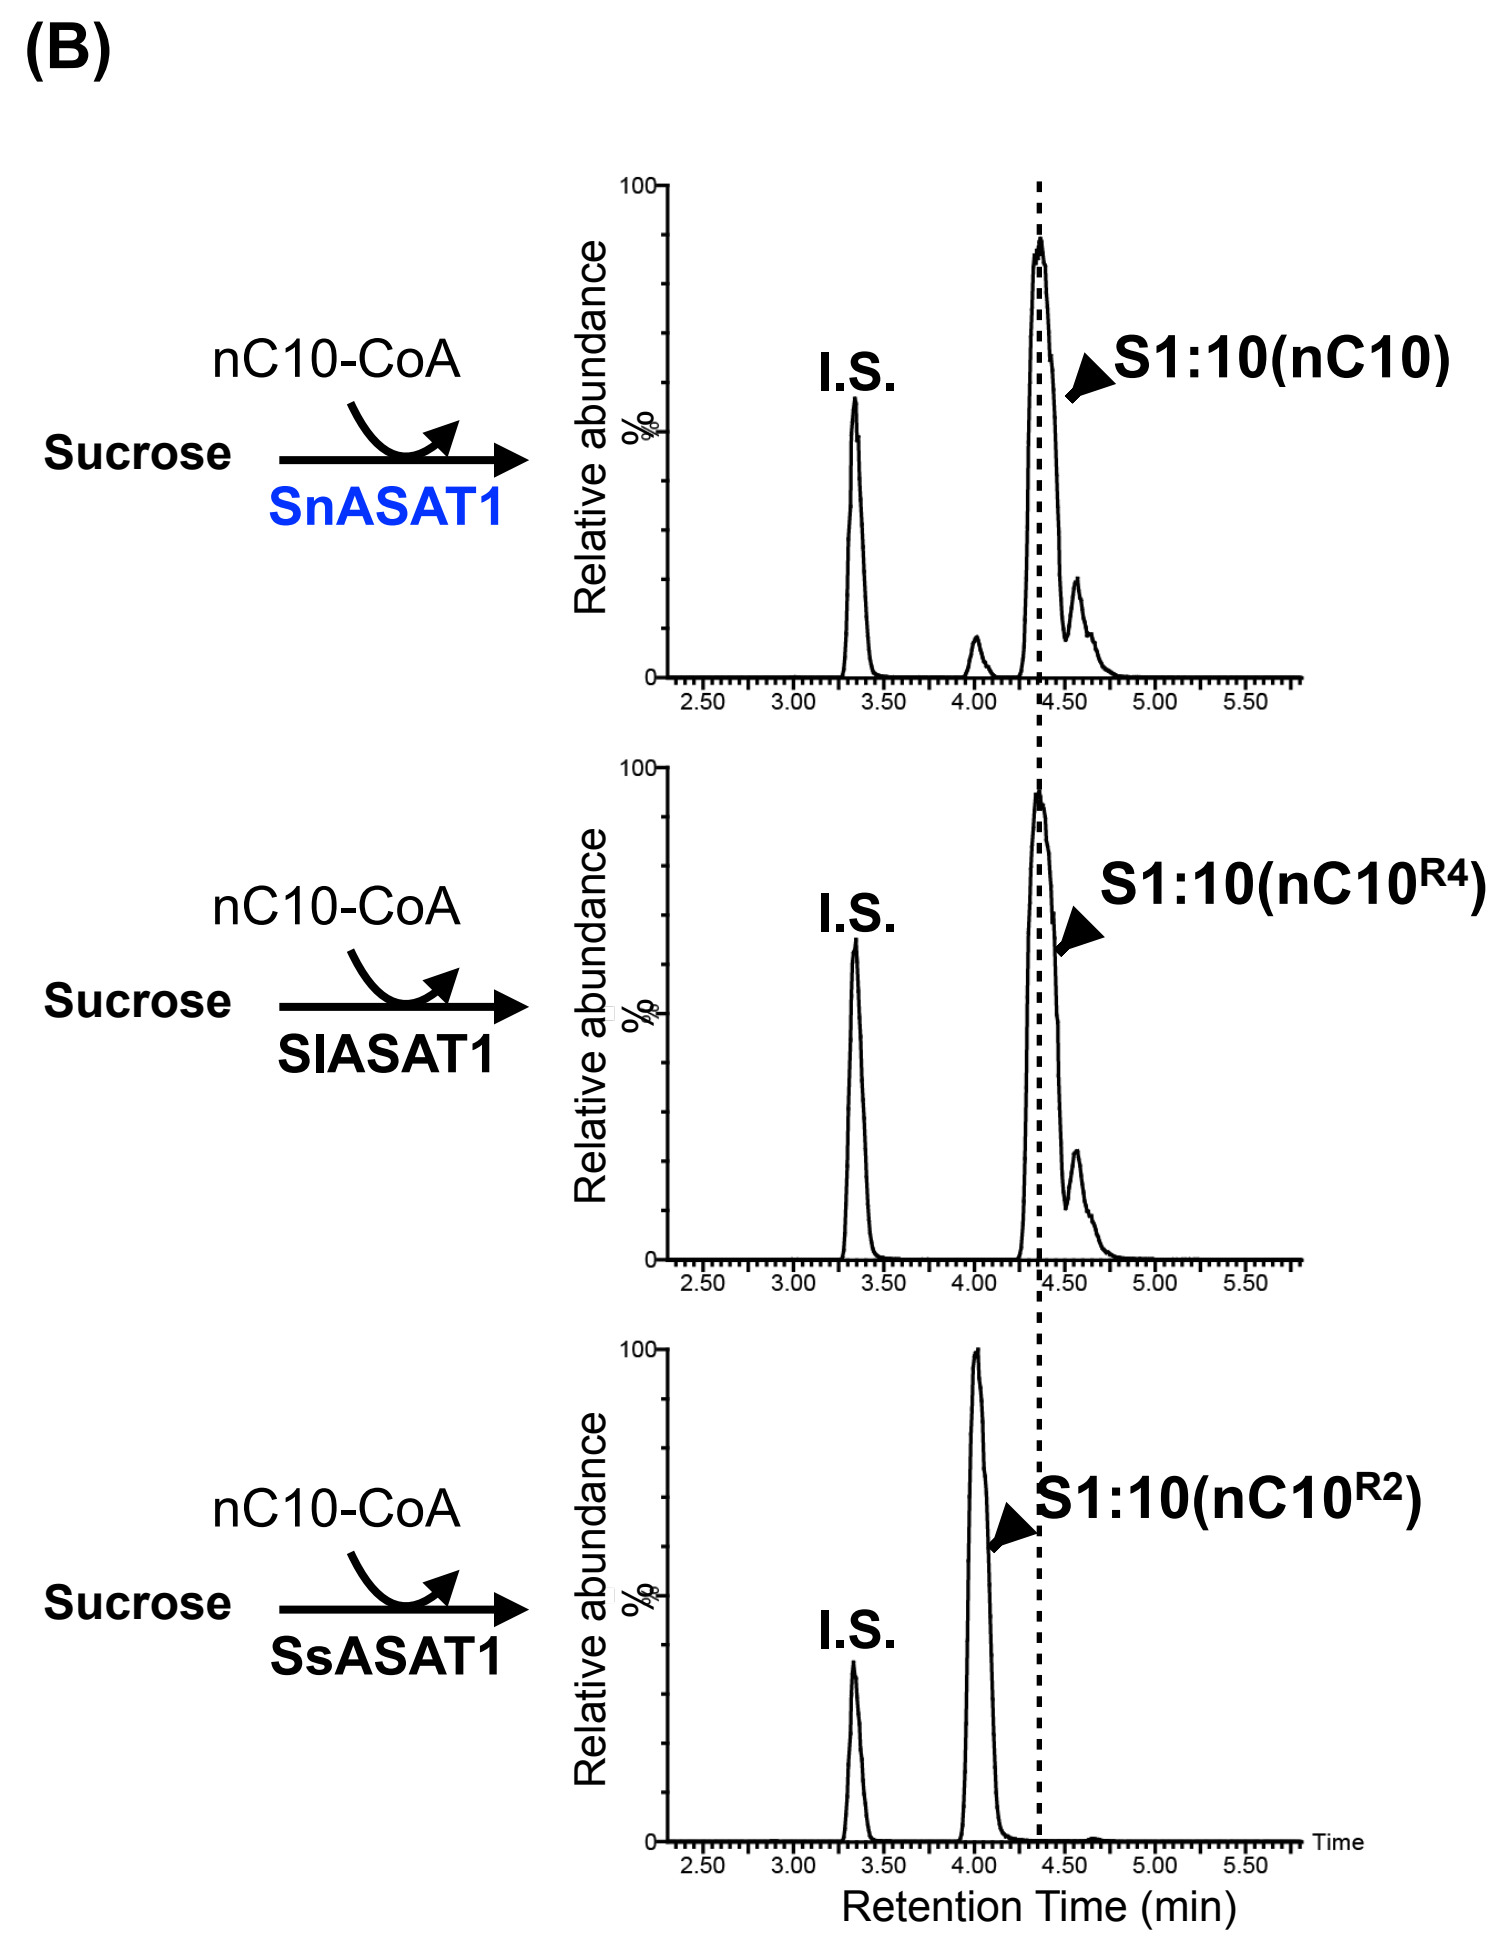 (B)
nC10-CoA
Sucrose
SnASAT1
Relative abundance
%
100
0
I.S.
S1:10(nC10)
2.50 3.00 3.50 4.00 4.50 5.00 5.50
nC10-CoA
Sucrose
SlASAT1
Relative abundance
%
100
0
I.S.
S1:10(nC10R4)
2.50 3.00 3.50 4.00 4.50 5.00 5.50
nC10-CoA
Sucrose
SsASAT1
Relative abundance
%
100
0
I.S.
S1:10(nC10R2)
Time
2.50 3.00 3.50 4.00 4.50 5.00 5.50
Retention Time (min)